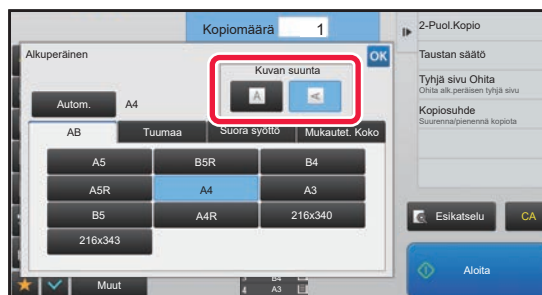 Kopiomäärä 1
2-Puol.Kopio
Alkuperäinen
OK
Taustan säätö
Kuvan suunta
Tyhjä sivu Ohita
Ohita alk.peräisen tyhjä sivu
A A
Autom. A4
Kopiosuhde
Suurenna/pienennä kopiota
AB Tuumaa Suora syöttö Mukautet. Koko
A5 B5R B4
A5R A4 A3
B5 A4R 216x340
216x343
Esikatselu CA
Muut
B4
4 A3
Aloita